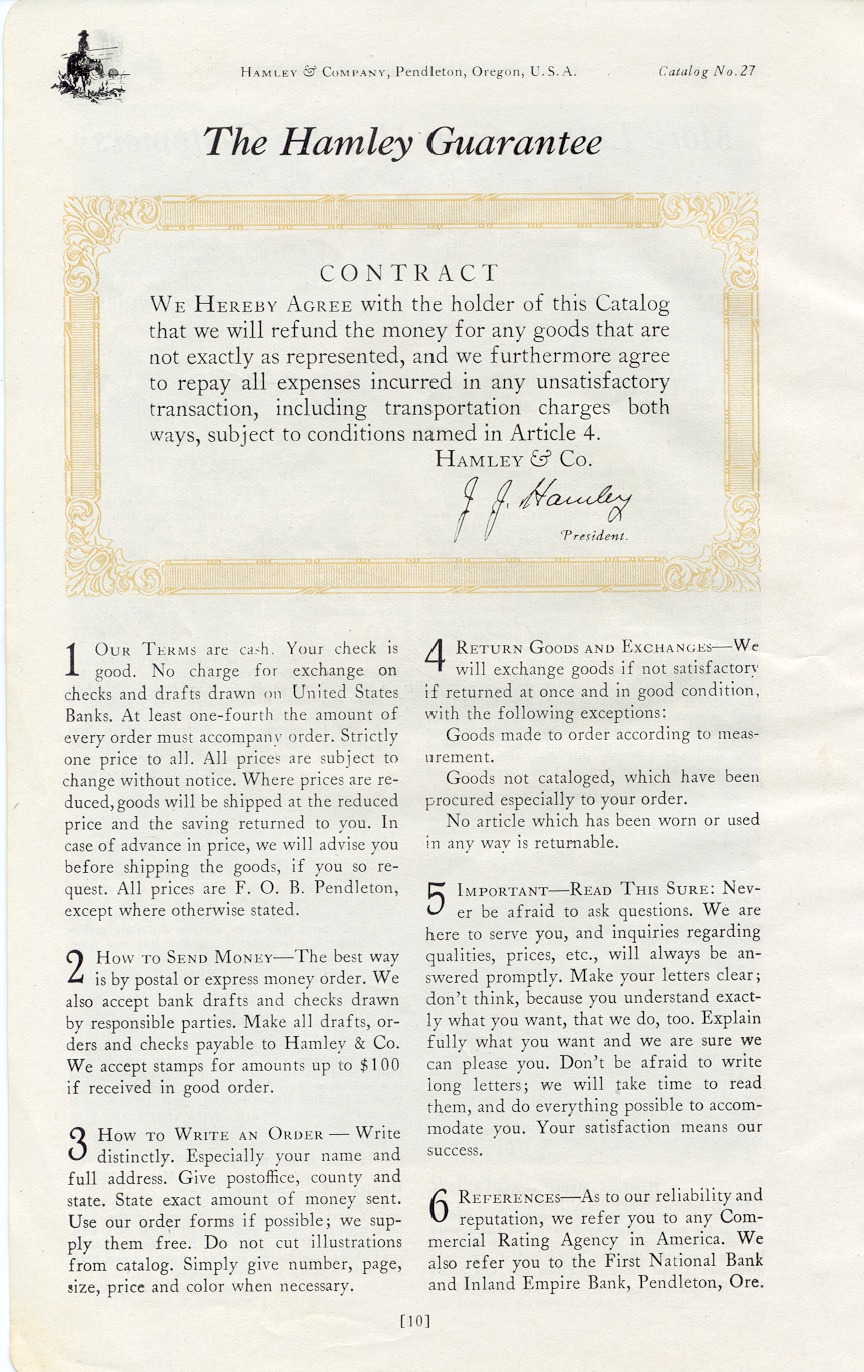 HAMLEY & COMPANY, Pendleton, Oregon, U. S. A.
Catalog No. 27
The Hamley Guarantee
CONTRACT
WE HEREBY AGREE with the holder of this Catalog
that we will refund the money for any goods that are
not exactly as represented, and we furthermore agree
to repay all expenses incurred in any unsatisfactory
transaction, including transportation charges both
ways, subject to conditions named in Article 4.
HAMLEY & CO.
J. J. Hamley
President.
1 OUR TERMS are cash. Your check is
good. No charge for exchange on
checks and drafts drawn on United States
Banks. At least one-fourth the amount of
every order must accompany order. Strictly
one price to all. All prices are subject to
change without notice. Where prices are re-
duced, goods will be shipped at the reduced
price and the saving returned to you. In
case of advance in price, we will advise you
before shipping the goods, if you so re-
quest. All prices are F. O. B. Pendleton,
except where otherwise stated.
2 HOW TO SEND MONEY—The best way
is by postal or express money order. We
also accept bank drafts and checks drawn
by responsible parties. Make all drafts, or-
ders and checks payable to Hamley & Co.
We accept stamps for amounts up to $100
if received in good order.
3 HOW TO WRITE AN ORDER — Write
distinctly. Especially your name and
full address. Give postoffice, county and
state. State exact amount of money sent.
Use our order forms if possible; we sup-
ply them free. Do not cut illustrations
from catalog. Simply give number, page,
size, price and color when necessary.
4 RETURN GOODS AND EXCHANGES—We
will exchange goods if not satisfactory
if returned at once and in good condition,
with the following exceptions:
Goods made to order according to meas-
urement.
Goods not cataloged, which have been
procured especially to your order.
No article which has been worn or used
in any way is returnable.
5 IMPORTANT—READ THIS SURE: Nev-
er be afraid to ask questions. We are
here to serve you, and inquiries regarding
qualities, prices, etc., will always be an-
swered promptly. Make your letters clear;
don't think, because you understand exact-
ly what you want, that we do, too. Explain
fully what you want and we are sure we
can please you. Don't be afraid to write
long letters; we will take time to read
them, and do everything possible to accom-
modate you. Your satisfaction means our
success.
6 REFERENCES—As to our reliability and
reputation, we refer you to any Com-
mercial Rating Agency in America. We
also refer you to the First National Bank
and Inland Empire Bank, Pendleton, Ore.
[10]